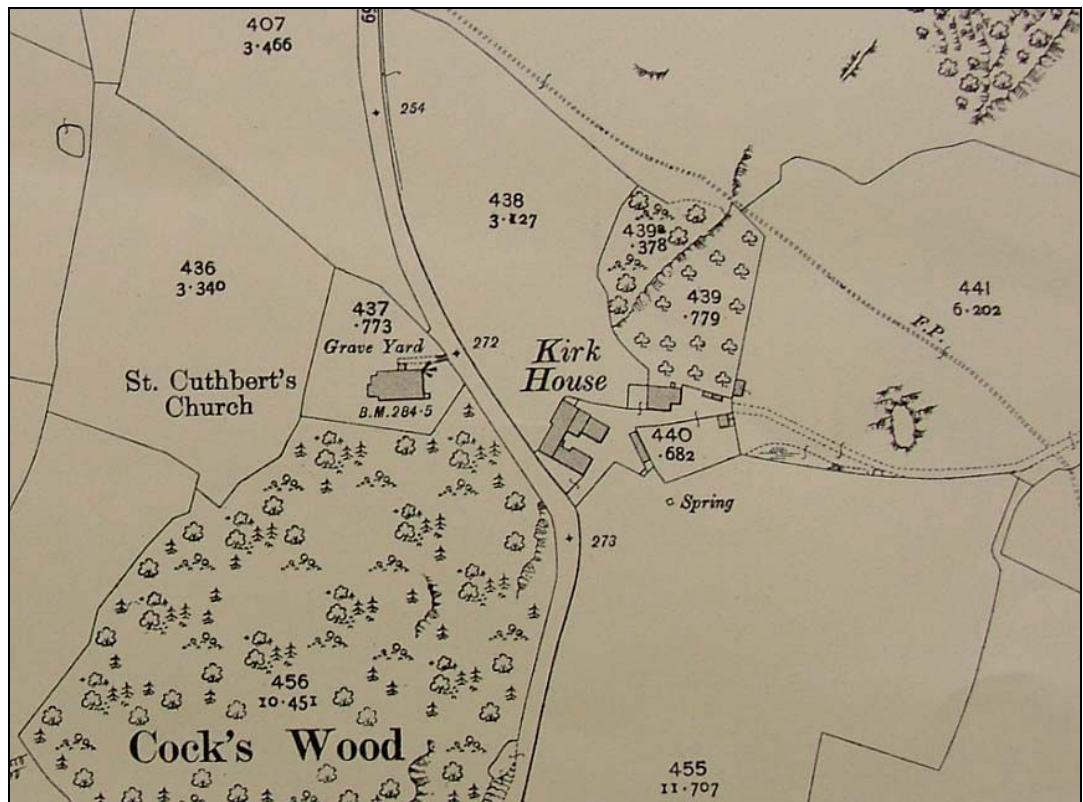 407
3·466
69
254
438
3·127
439a
·378
436
3·340
437
·773
Grave Yard
272
439
·779
441
6·202
F.P.
Kirk
House
St. Cuthbert's
Church
B.M.284·5
440
·682
Spring
273
456
10·451
Cock's Wood
455
11·707